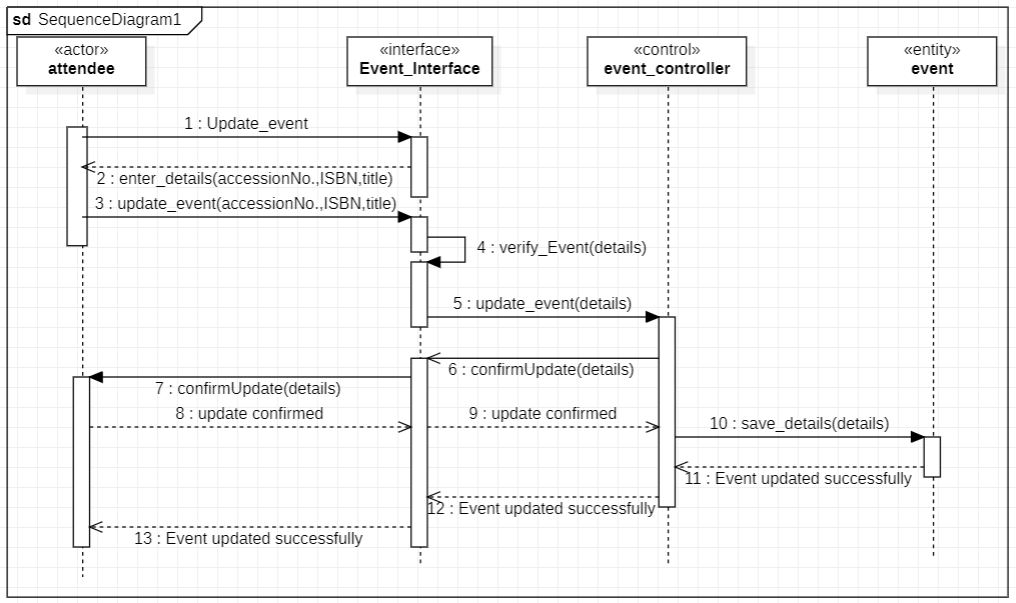 sd SequenceDiagram1
«actor»
attendee
«interface»
Event_Interface
«control»
event_controller
«entity»
event
1 : Update_event
2 : enter_details(accessionNo.,ISBN,title)
3 : update_event(accessionNo.,ISBN,title)
4 : verify_Event(details)
5 : update_event(details)
6 : confirmUpdate(details)
7 : confirmUpdate(details)
8 : update confirmed
9 : update confirmed
10 : save_details(details)
11 : Event updated successfully
12 : Event updated successfully
13 : Event updated successfully